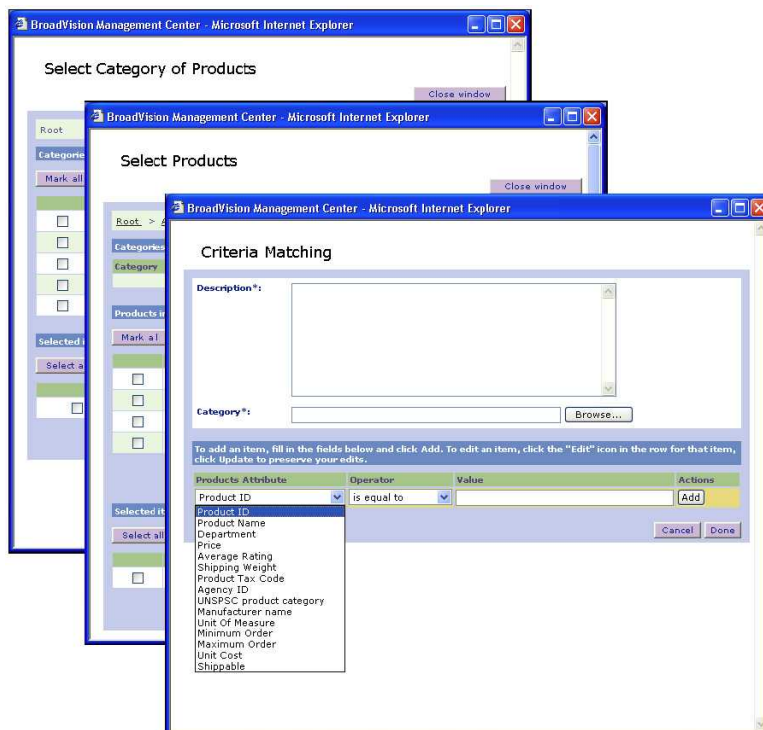 BroadVision Management Center - Microsoft Internet Explorer
Select Category of Products
Close window
Root
Mark all
Select
BroadVision Management Center - Microsoft Internet Explorer
Select Products
Close window
Root >
Categories
Category
Products
Mark al
Selected
Select all
BroadVision Management Center - Microsoft Internet Explorer
Criteria Matching
Description*:
Category*:
Browse...
To add an item, fill in the fields below and click Add. To edit an item, click the "Edit" icon in the row for that item,
click Update to preserve your edits.
Products Attribute Operator Value Actions
Product ID is equal to Add
Product ID
Product Name
Department
Price
Average Rating
Shipping Weight
Product Tax Code
Agency ID
UNSPSC product category
Manufacturer name
Unit Of Measure
Minimum Order
Maximum Order
Unit Cost
Shippable
Cancel Done